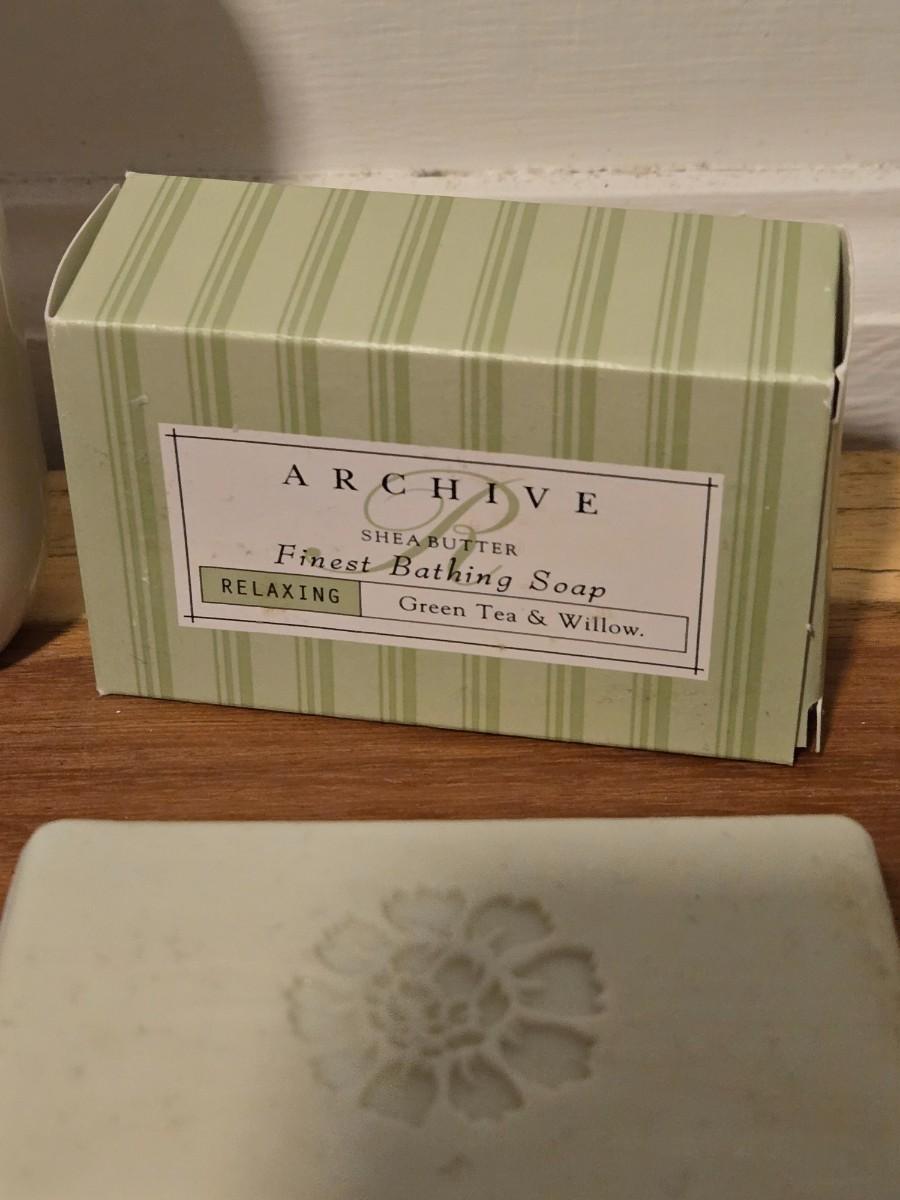 ARCHIVE
R
SHEA BUTTER
Finest Bathing Soap
RELAXING Green Tea & Willow.